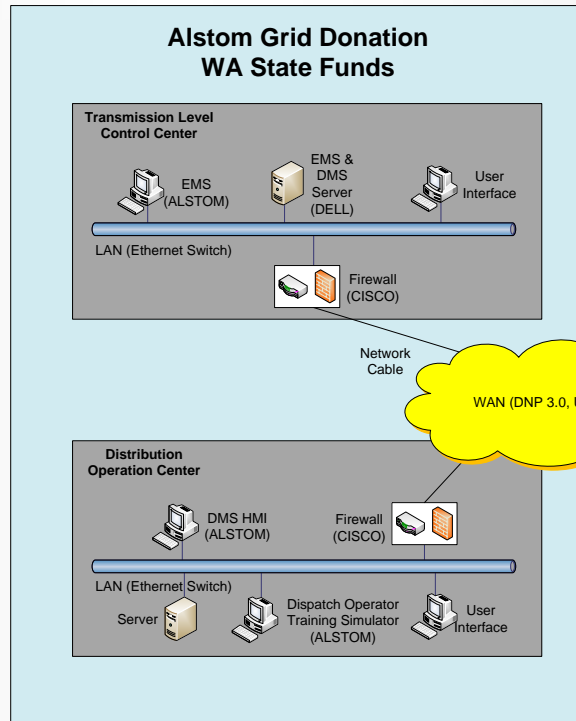 Alstom Grid Donation
WA State Funds
Transmission Level
Control Center
EMS
(ALSTOM)
EMS &
DMS
Server
(DELL)
User
Interface
LAN (Ethernet Switch)
Firewall
(CISCO)
Network
Cable
WAN (DNP 3.0,
Distribution
Operation Center
DMS HMI
(ALSTOM)
Firewall
(CISCO)
LAN (Ethernet Switch)
Server
Dispatch Operator
Training Simulator
(ALSTOM)
User
Interface